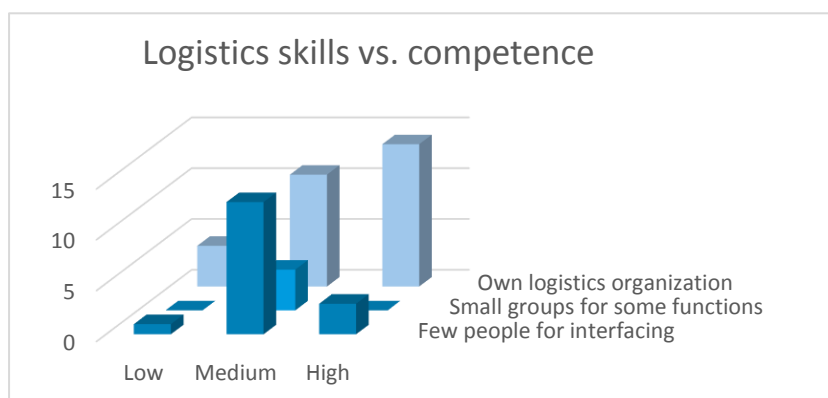 Logistics skills vs. competence
15
10
5
0
Own logistics organization
Small groups for some functions
Few people for interfacing
Low Medium High